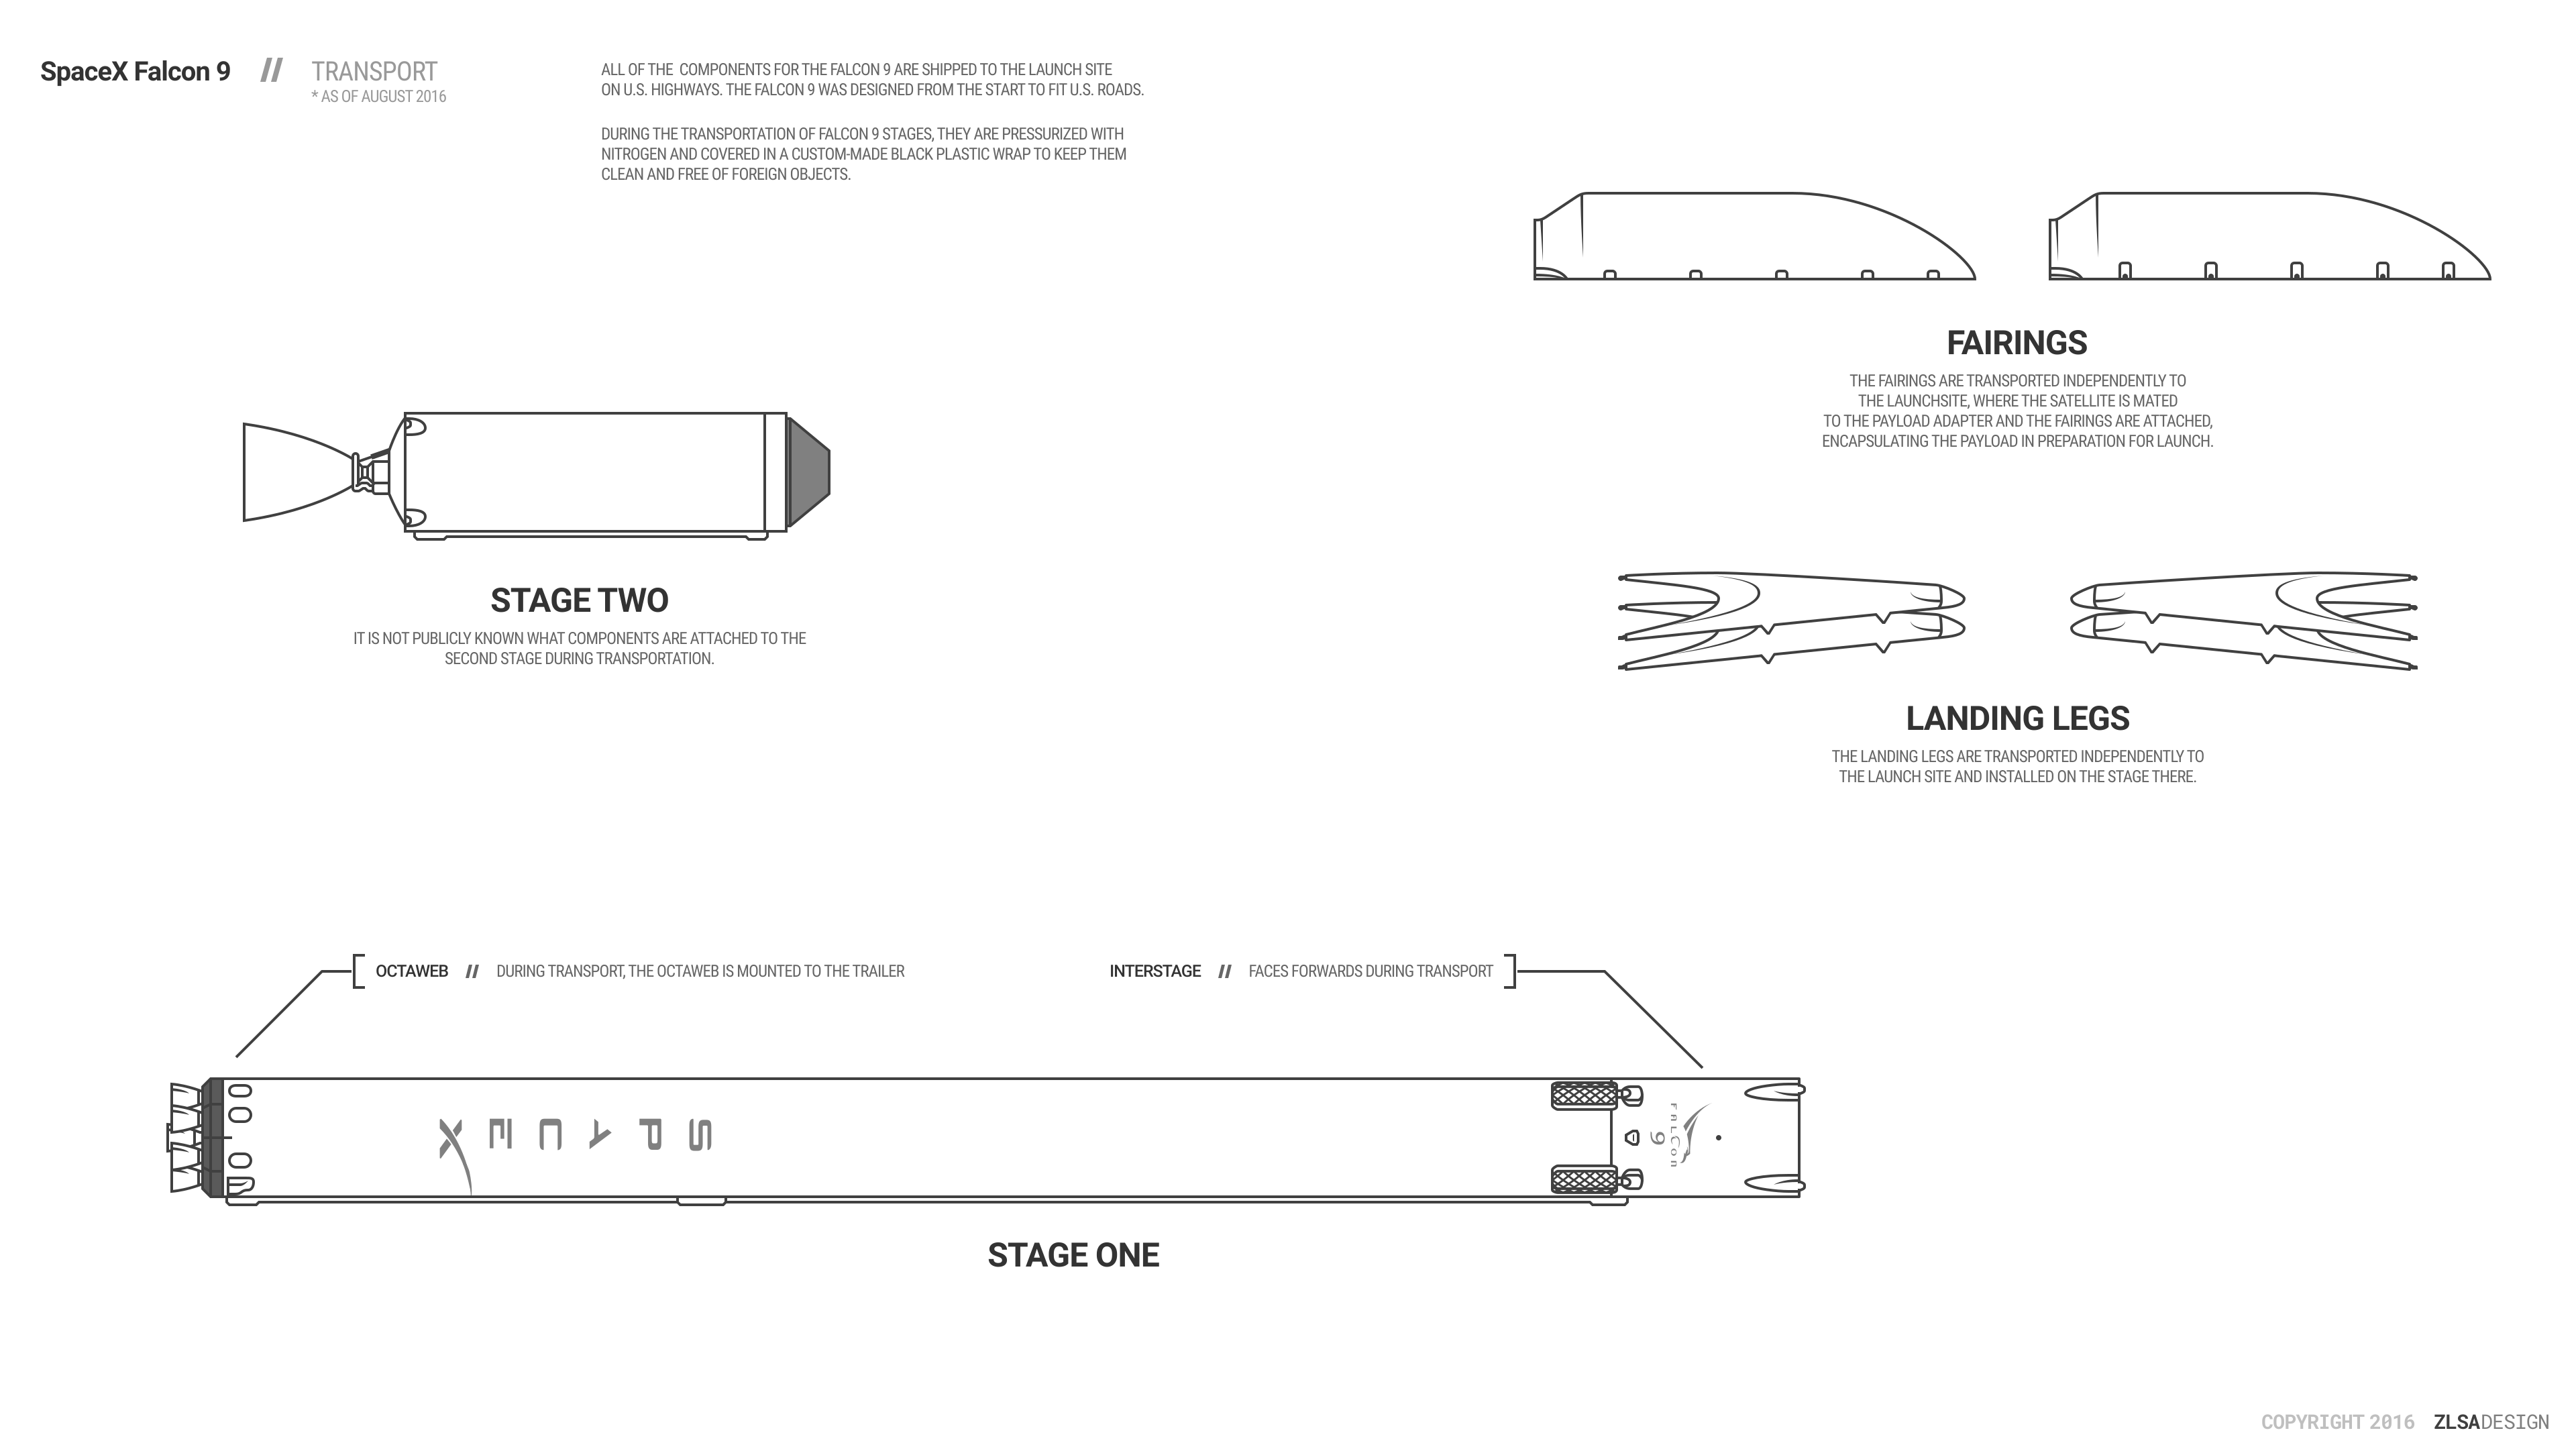 SpaceX Falcon 9 // TRANSPORT
* AS OF AUGUST 2016
ALL OF THE COMPONENTS FOR THE FALCON 9 ARE SHIPPED TO THE LAUNCH SITE
ON U.S. HIGHWAYS. THE FALCON 9 WAS DESIGNED FROM THE START TO FIT U.S. ROADS.
DURING THE TRANSPORTATION OF FALCON 9 STAGES, THEY ARE PRESSURIZED WITH
NITROGEN AND COVERED IN A CUSTOM-MADE BLACK PLASTIC WRAP TO KEEP THEM
CLEAN AND FREE OF FOREIGN OBJECTS.
FAIRINGS
THE FAIRINGS ARE TRANSPORTED INDEPENDENTLY TO
THE LAUNCHSITE, WHERE THE SATELLITE IS MATED
TO THE PAYLOAD ADAPTER AND THE FAIRINGS ARE ATTACHED,
ENCAPSULATING THE PAYLOAD IN PREPARATION FOR LAUNCH.
STAGE TWO
IT IS NOT PUBLICLY KNOWN WHAT COMPONENTS ARE ATTACHED TO THE
SECOND STAGE DURING TRANSPORTATION.
LANDING LEGS
THE LANDING LEGS ARE TRANSPORTED INDEPENDENTLY TO
THE LAUNCH SITE AND INSTALLED ON THE STAGE THERE.
OCTAWEB // DURING TRANSPORT, THE OCTAWEB IS MOUNTED TO THE TRAILER
INTERSTAGE // FACES FORWARDS DURING TRANSPORT
SPACEX
FALCON
9
STAGE ONE
COPYRIGHT 2016 ZLSADESIGN